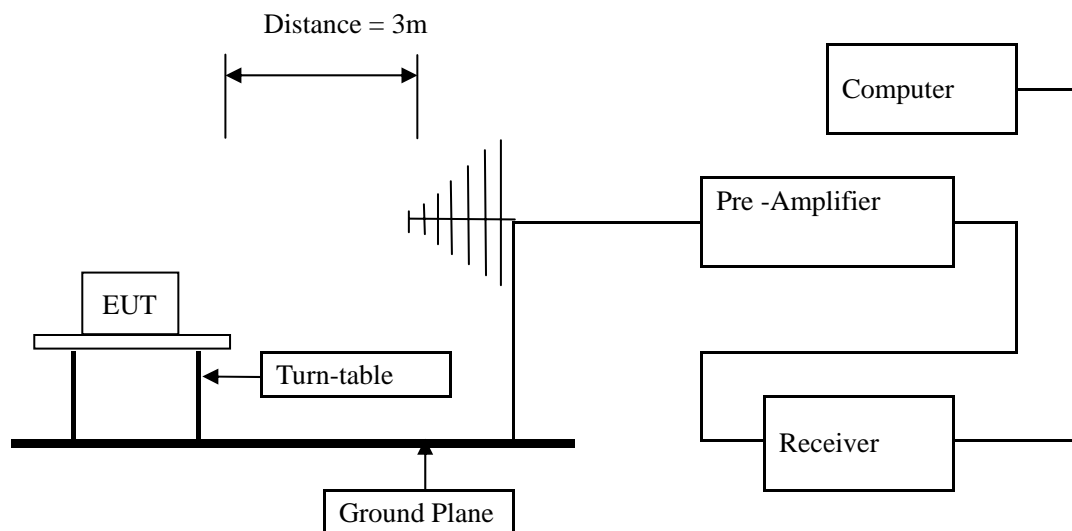 Distance = 3m
Computer
Pre -Amplifier
EUT
Turn-table
Receiver
Ground Plane